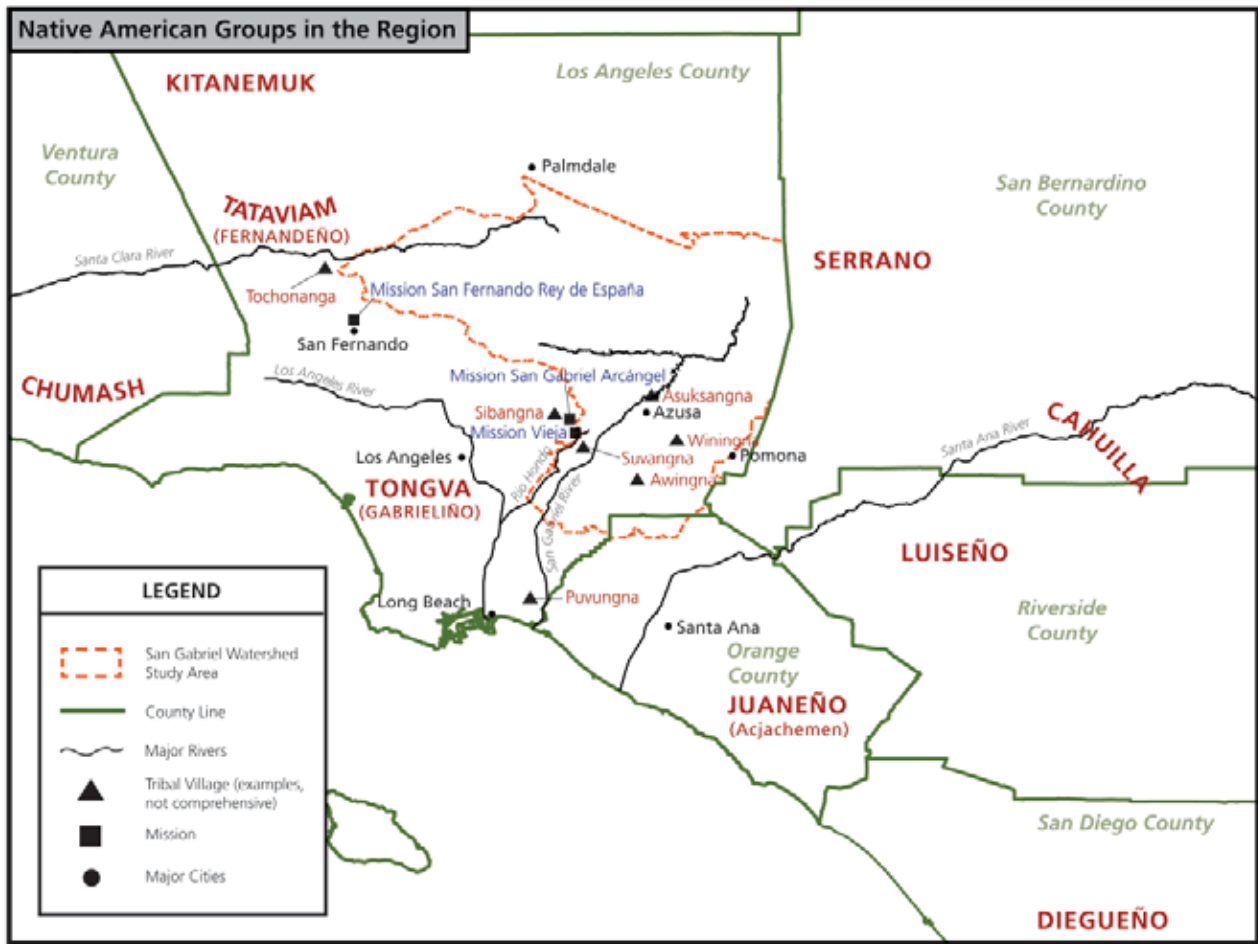 Native American Groups in the Region
KITANEMUK
Los Angeles County
Ventura
County
Palmdale
San Bernardino
County
TATAVIAM
(FERNANDEÑO)
Santa Clara River
SERRANO
Tochonanga
Mission San Fernando Rey de España
San Fernando
Los Angeles River
CHUMASH
Mission San Gabriel Arcángel
Asuksangna
Azusa
Sibangna
Mission Vieja
Winingna
Pomona
Suvangna
Awingna
Los Angeles
Rio Hondo
San Gabriel River
Santa Ana River
CAHUILLA
TONGVA
(GABRIELIÑO)
LUISEÑO
Long Beach
Puvungna
Santa Ana
Orange
County
Riverside
County
JUANEÑO
(Acjachemen)
San Diego County
DIEGUEÑO
LEGEND
San Gabriel Watershed
Study Area
County Line
Major Rivers
Tribal Village (examples,
not comprehensive)
Mission
Major Cities